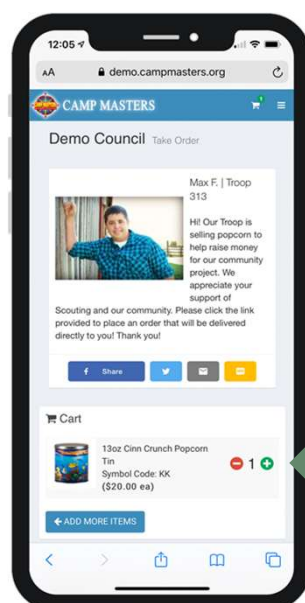 12:05
AA demo.campmasters.org
CAMP MASTERS
Demo Council Take Order
Max F. | Troop
313
Hi! Our Troop is
selling popcorn to
help raise money
for our community
project. We
appreciate your
support of
Scouting and our community. Please click the link
provided to place an order that will be delivered
directly to you! Thank you!
f Share
Cart
13oz Cinn Crunch Popcorn
Tin
Symbol Code: KK
($20.00 ea)
1
ADD MORE ITEMS